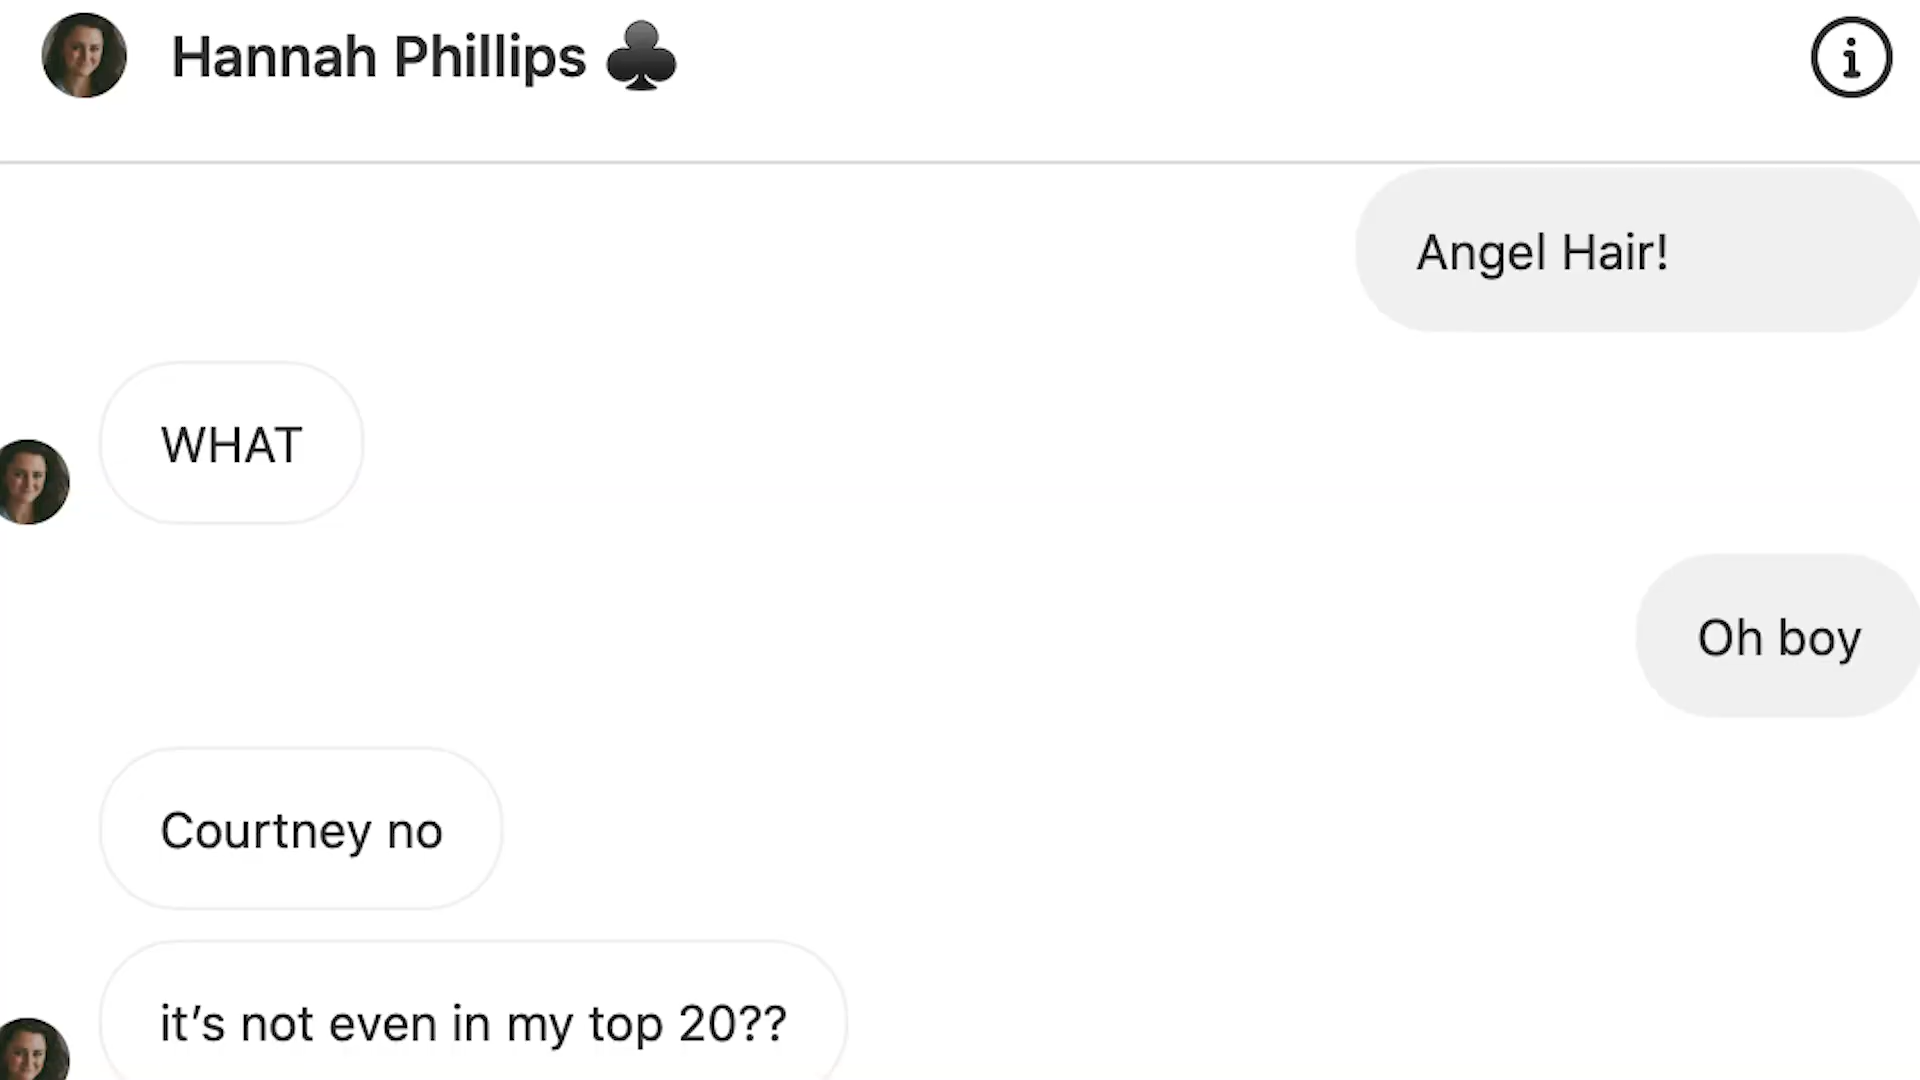 Hannah Phillips ♣️
Angel Hair!
WHAT
Oh boy
Courtney no
it’s not even in my top 20??